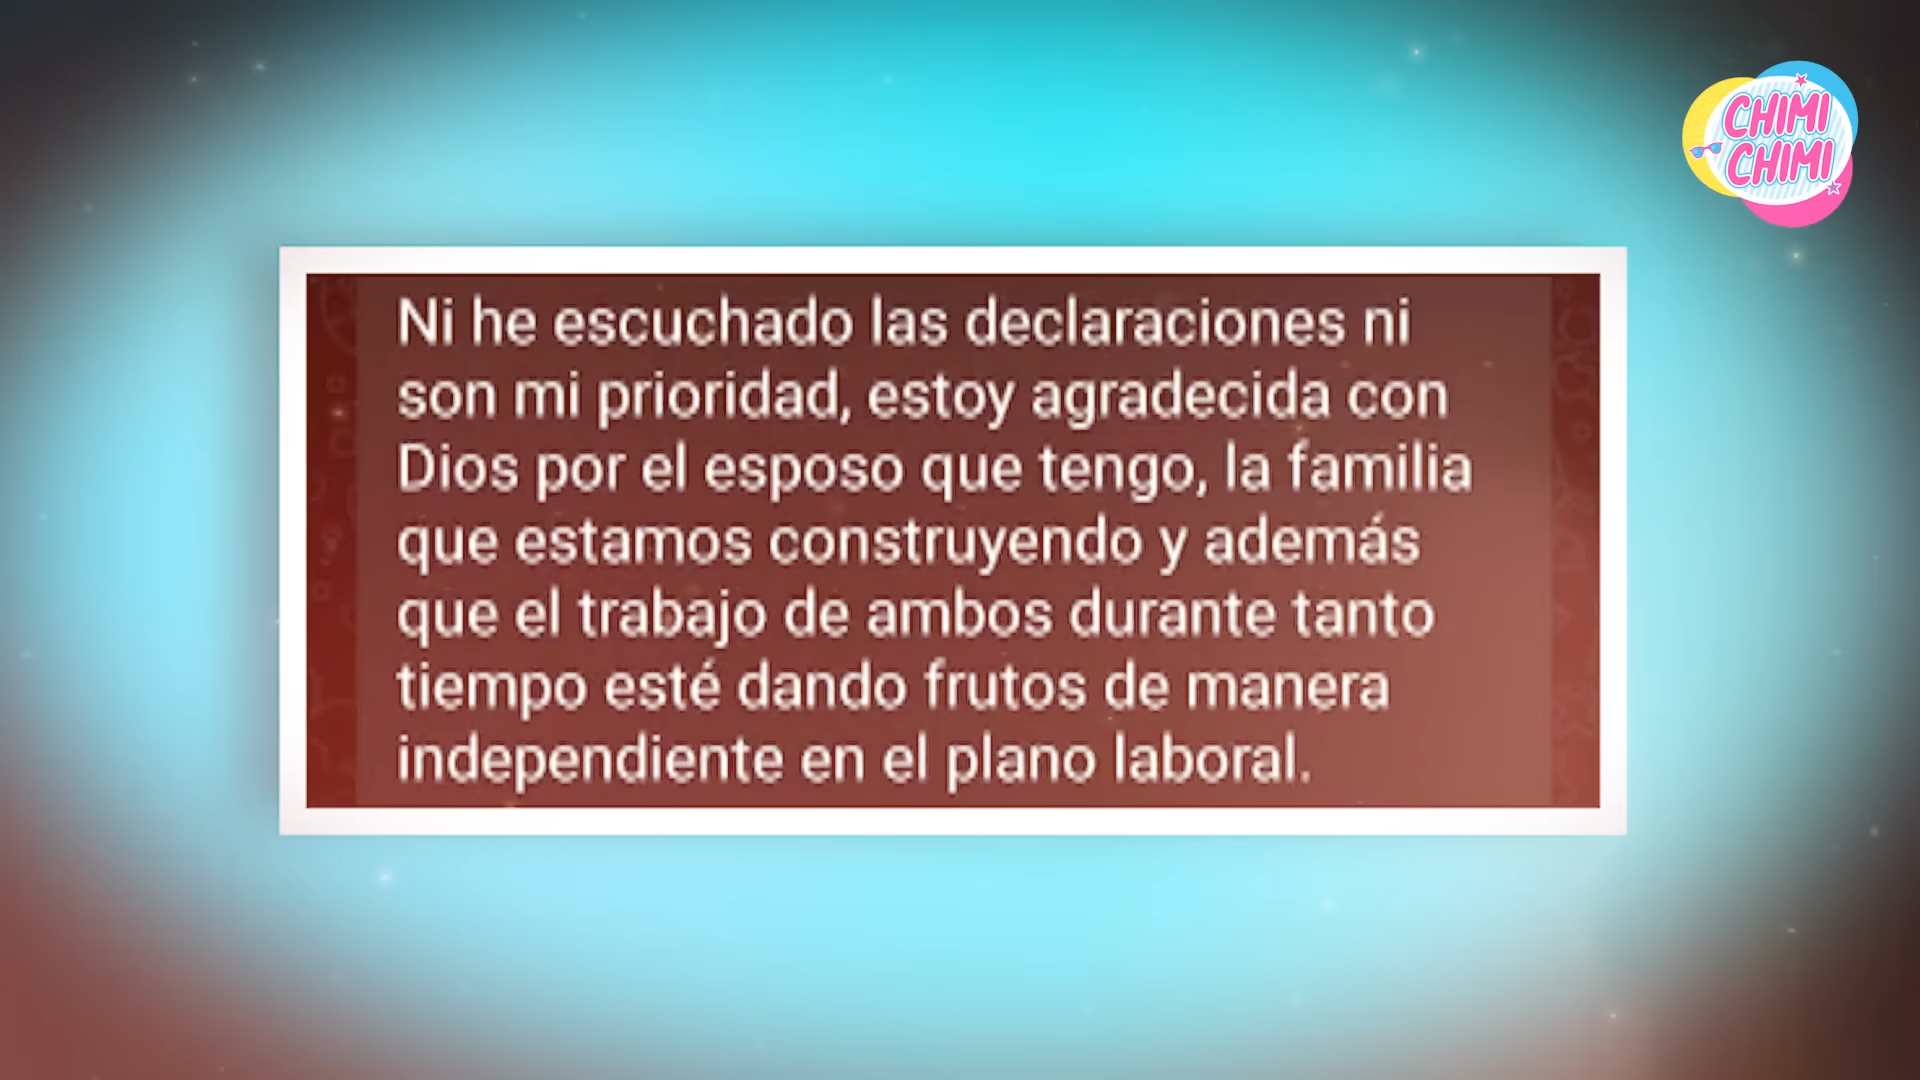 CHIMI
CHIMI
Ni he escuchado las declaraciones ni
son mi prioridad, estoy agradecida con
Dios por el esposo que tengo, la familia
que estamos construyendo y además
que el trabajo de ambos durante tanto
tiempo esté dando frutos de manera
independiente en el plano laboral.